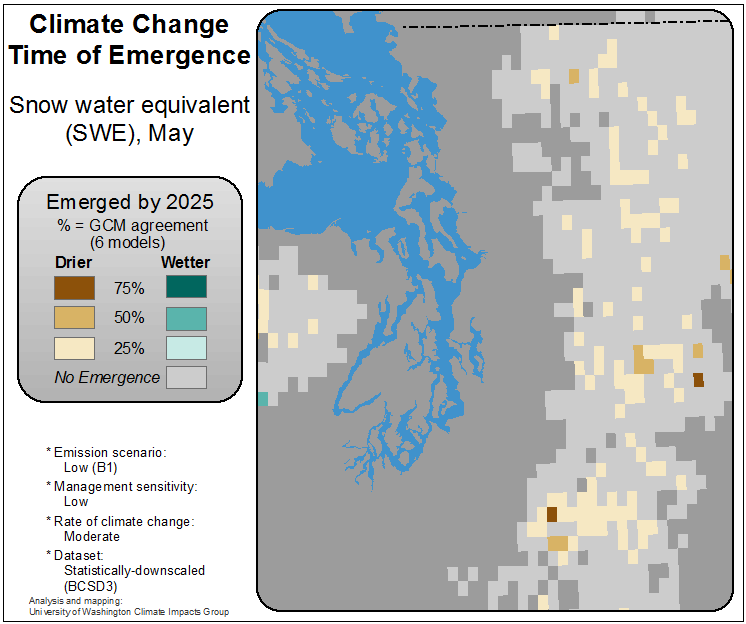 Climate Change
Time of Emergence
Snow water equivalent
(SWE), May
Emerged by 2025
% = GCM agreement
(6 models)
Drier Wetter
75%
50%
25%
No Emergence
* Emission scenario:
Low (B1)
* Management sensitivity:
Low
* Rate of climate change:
Moderate
* Dataset:
Statistically-downscaled
(BCSD3)
Analysis and mapping:
University of Washington Climate Impacts Group